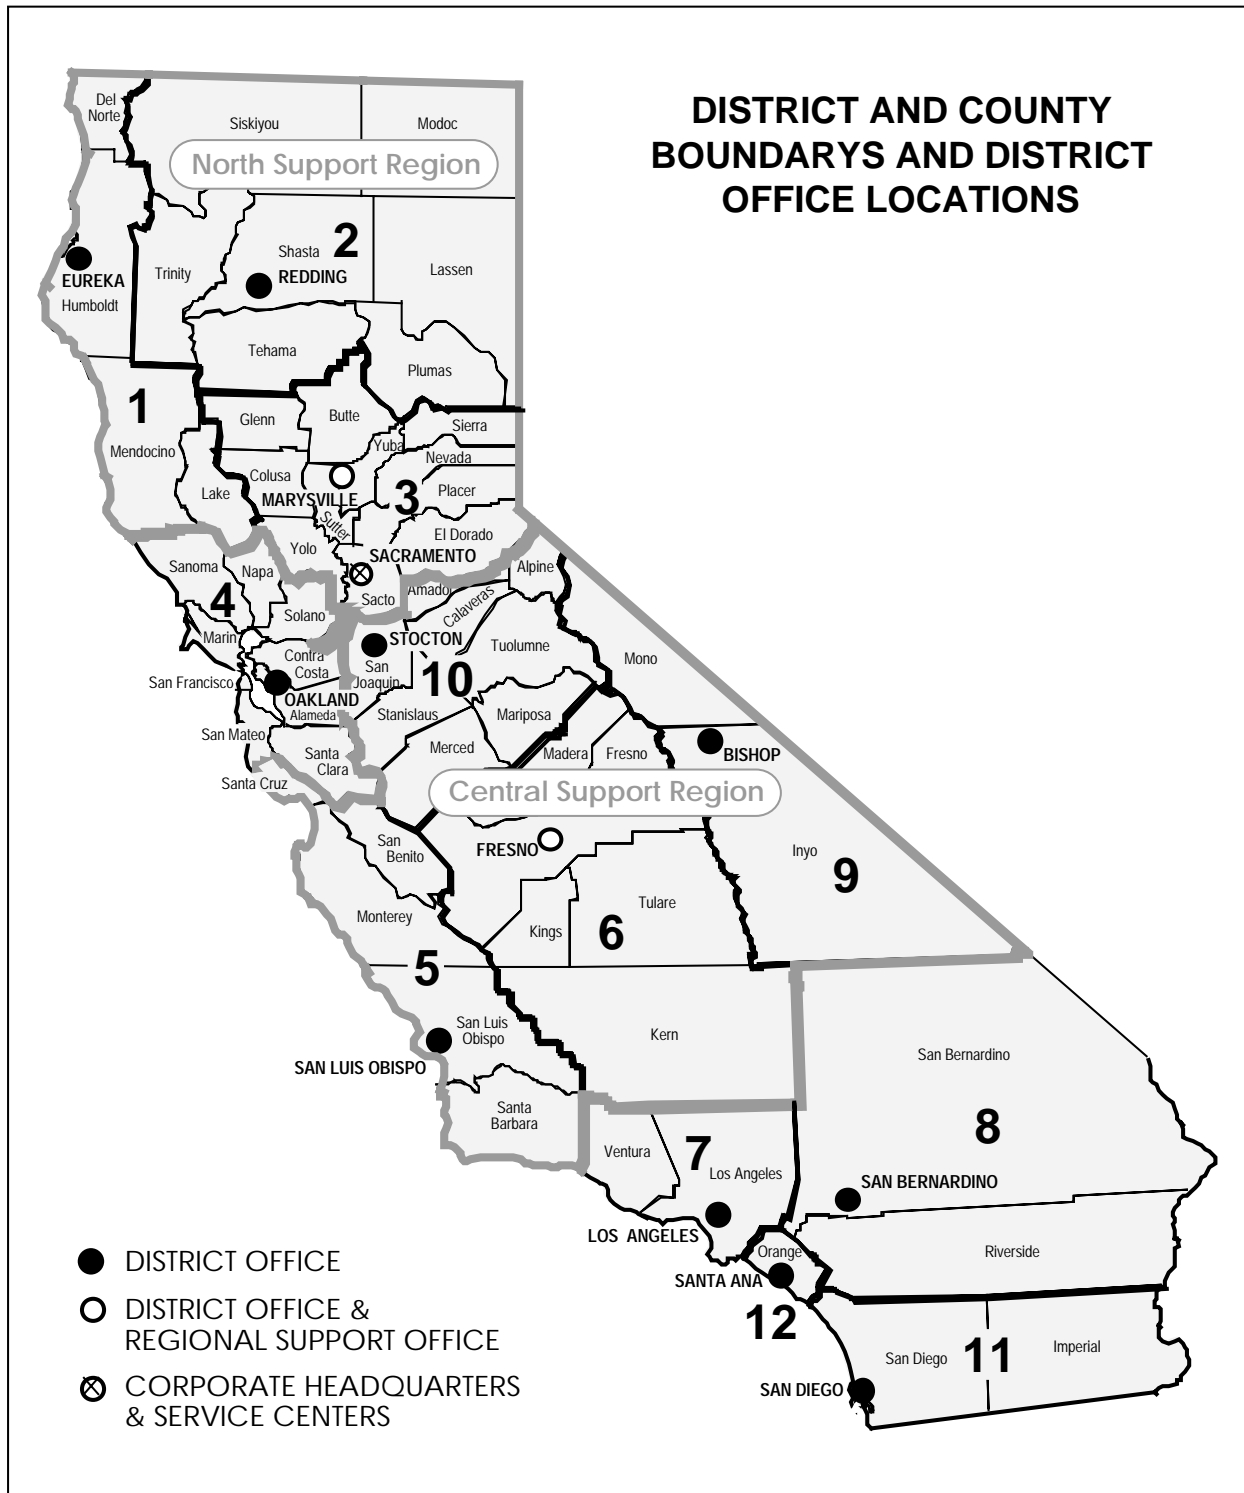 DISTRICT AND COUNTY
BOUNDARYS AND DISTRICT
OFFICE LOCATIONS
Del
Norte
Siskiyou
Modoc
North Support Region
Shasta
2
REDDING
Trinity
Lassen
EUREKA
Humboldt
Tehama
Plumas
1
Glenn
Butte
Sierra
Yuba
Mendocino
Nevada
Colusa
Lake
Placer
MARYSVILLE
3
Sutter
El Dorado
Yolo
SACRAMENTO
Sanoma
Napa
Alpine
Amador
4
Sacto
Calaveras
Solano
Marin
STOCTON
Tuolumne
Contra
Costa
San
Joaquin
10
Mono
San Francisco
OAKLAND
Alameda
Stanislaus
Mariposa
San Mateo
Merced
Madera
Fresno
BISHOP
Santa
Clara
Santa Cruz
Central Support Region
San
Benito
FRESNO
Inyo
9
Tulare
Monterey
Kings
6
5
San Luis
Obispo
Kern
San Bernardino
SAN LUIS OBISPO
Santa
Barbara
8
Ventura
7
Los Angeles
SAN BERNARDINO
LOS ANGELES
Orange
Riverside
SANTA ANA
12
San Diego
11
Imperial
SAN DIEGO
DISTRICT OFFICE
DISTRICT OFFICE &
REGIONAL SUPPORT OFFICE
CORPORATE HEADQUARTERS
& SERVICE CENTERS